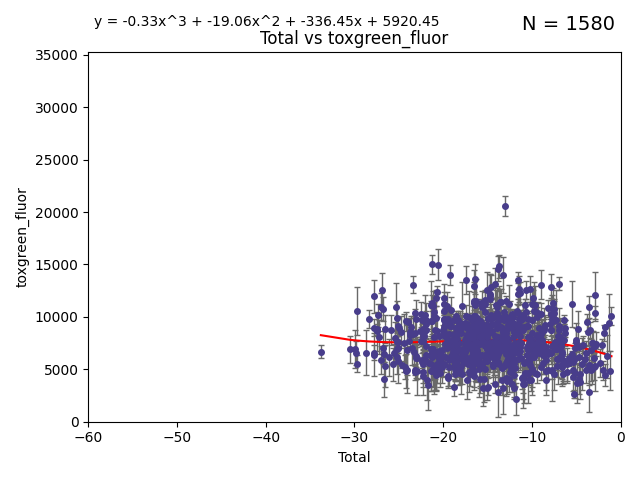 y = -0.33x^3 + -19.06x^2 + -336.45x + 5920.45
N = 1580
Total vs toxgreen_fluor
35000
30000
25000
20000
15000
10000
5000
0
toxgreen_fluor
−60 −50 −40 −30 −20 −10 0
Total